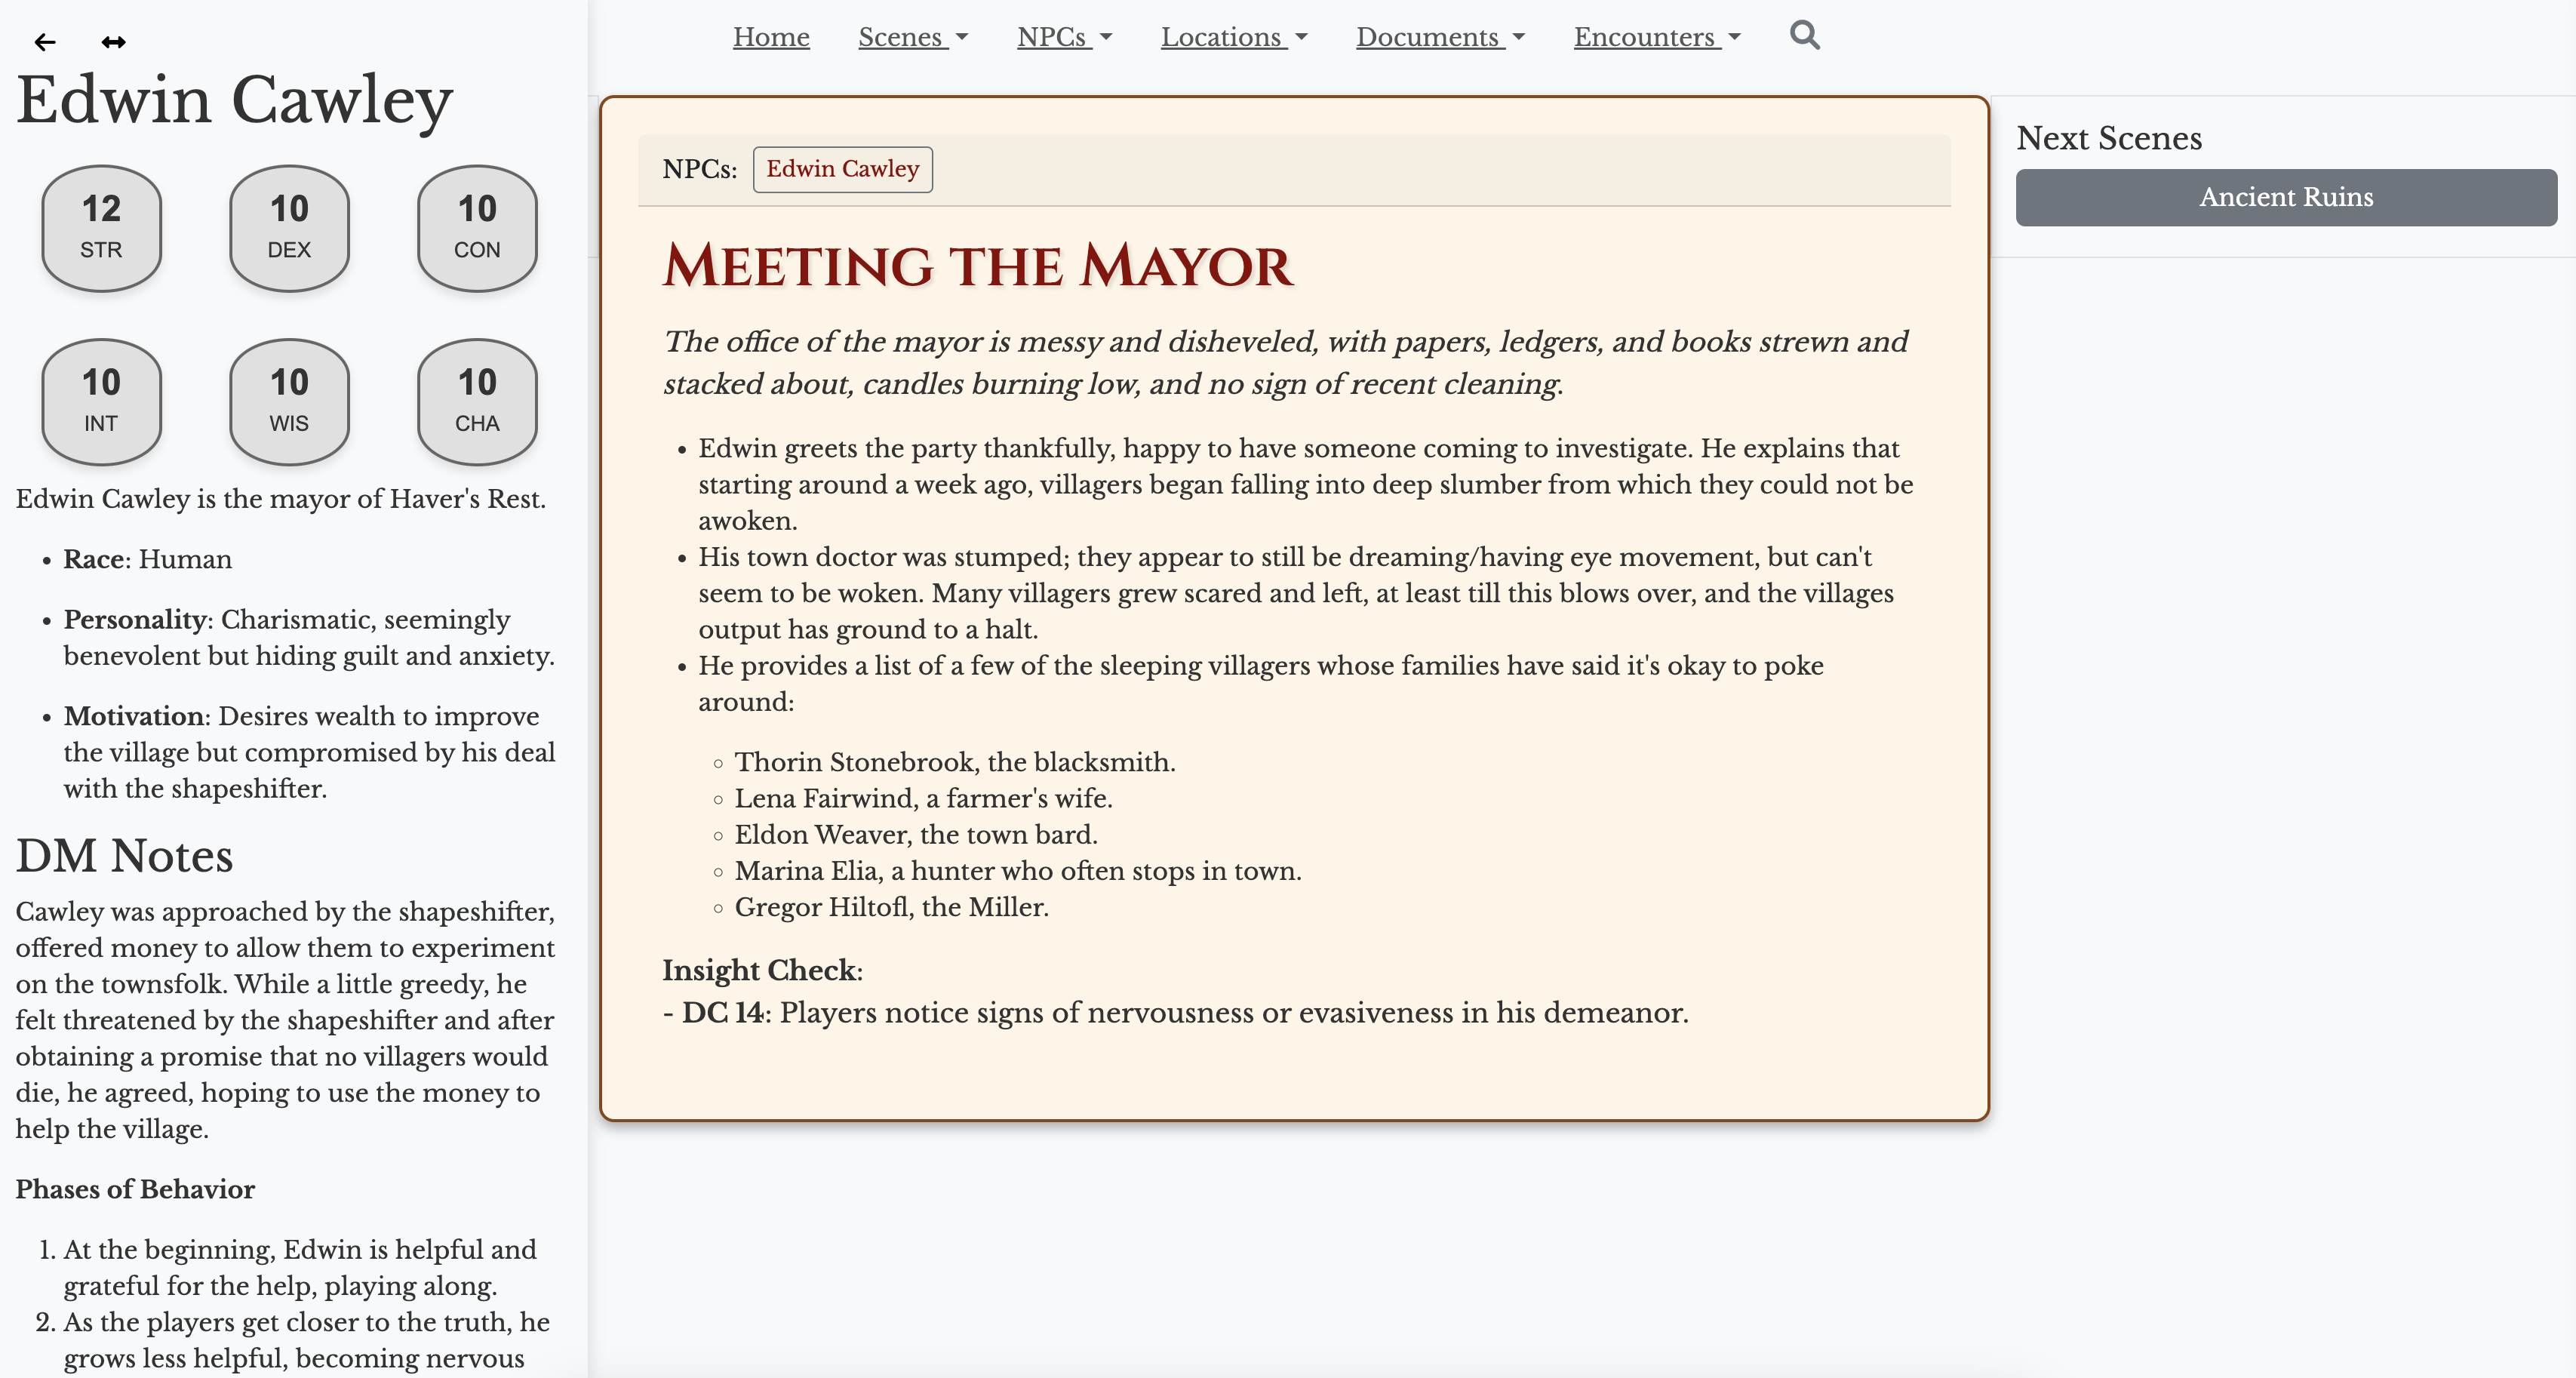 Edwin Cawley
12
STR
10
DEX
10
CON
10
INT
10
WIS
10
CHA
Edwin Cawley is the mayor of Haver's Rest.
• Race: Human
• Personality: Charismatic, seemingly
benevolent but hiding guilt and anxiety.
• Motivation: Desires wealth to improve
the village but compromised by his deal
with the shapeshifter.
DM Notes
Cawley was approached by the shapeshifter,
offered money to allow them to experiment
on the townsfolk. While a little greedy, he
felt threatened by the shapeshifter and after
obtaining a promise that no villagers would
die, he agreed, hoping to use the money to
help the village.
Phases of Behavior
1. At the beginning, Edwin is helpful and
grateful for the help, playing along.
2. As the players get closer to the truth, he
grows less helpful, becoming nervous
Home Scenes NPCs Locations Documents Encounters
NPCs: Edwin Cawley
Meeting the Mayor
The office of the mayor is messy and disheveled, with papers, ledgers, and books strewn and
stacked about, candles burning low, and no sign of recent cleaning.
• Edwin greets the party thankfully, happy to have someone coming to investigate. He explains that
starting around a week ago, villagers began falling into deep slumber from which they could not be
awoken.
• His town doctor was stumped; they appear to still be dreaming/having eye movement, but can't
seem to be woken. Many villagers grew scared and left, at least till this blows over, and the villages
output has ground to a halt.
• He provides a list of a few of the sleeping villagers whose families have said it's okay to poke
around:
◦ Thorin Stonebrook, the blacksmith.
◦ Lena Fairwind, a farmer's wife.
◦ Eldon Weaver, the town bard.
◦ Marina Elia, a hunter who often stops in town.
◦ Gregor Hiltofl, the Miller.
Insight Check:
- DC 14: Players notice signs of nervousness or evasiveness in his demeanor.
Next Scenes
Ancient Ruins